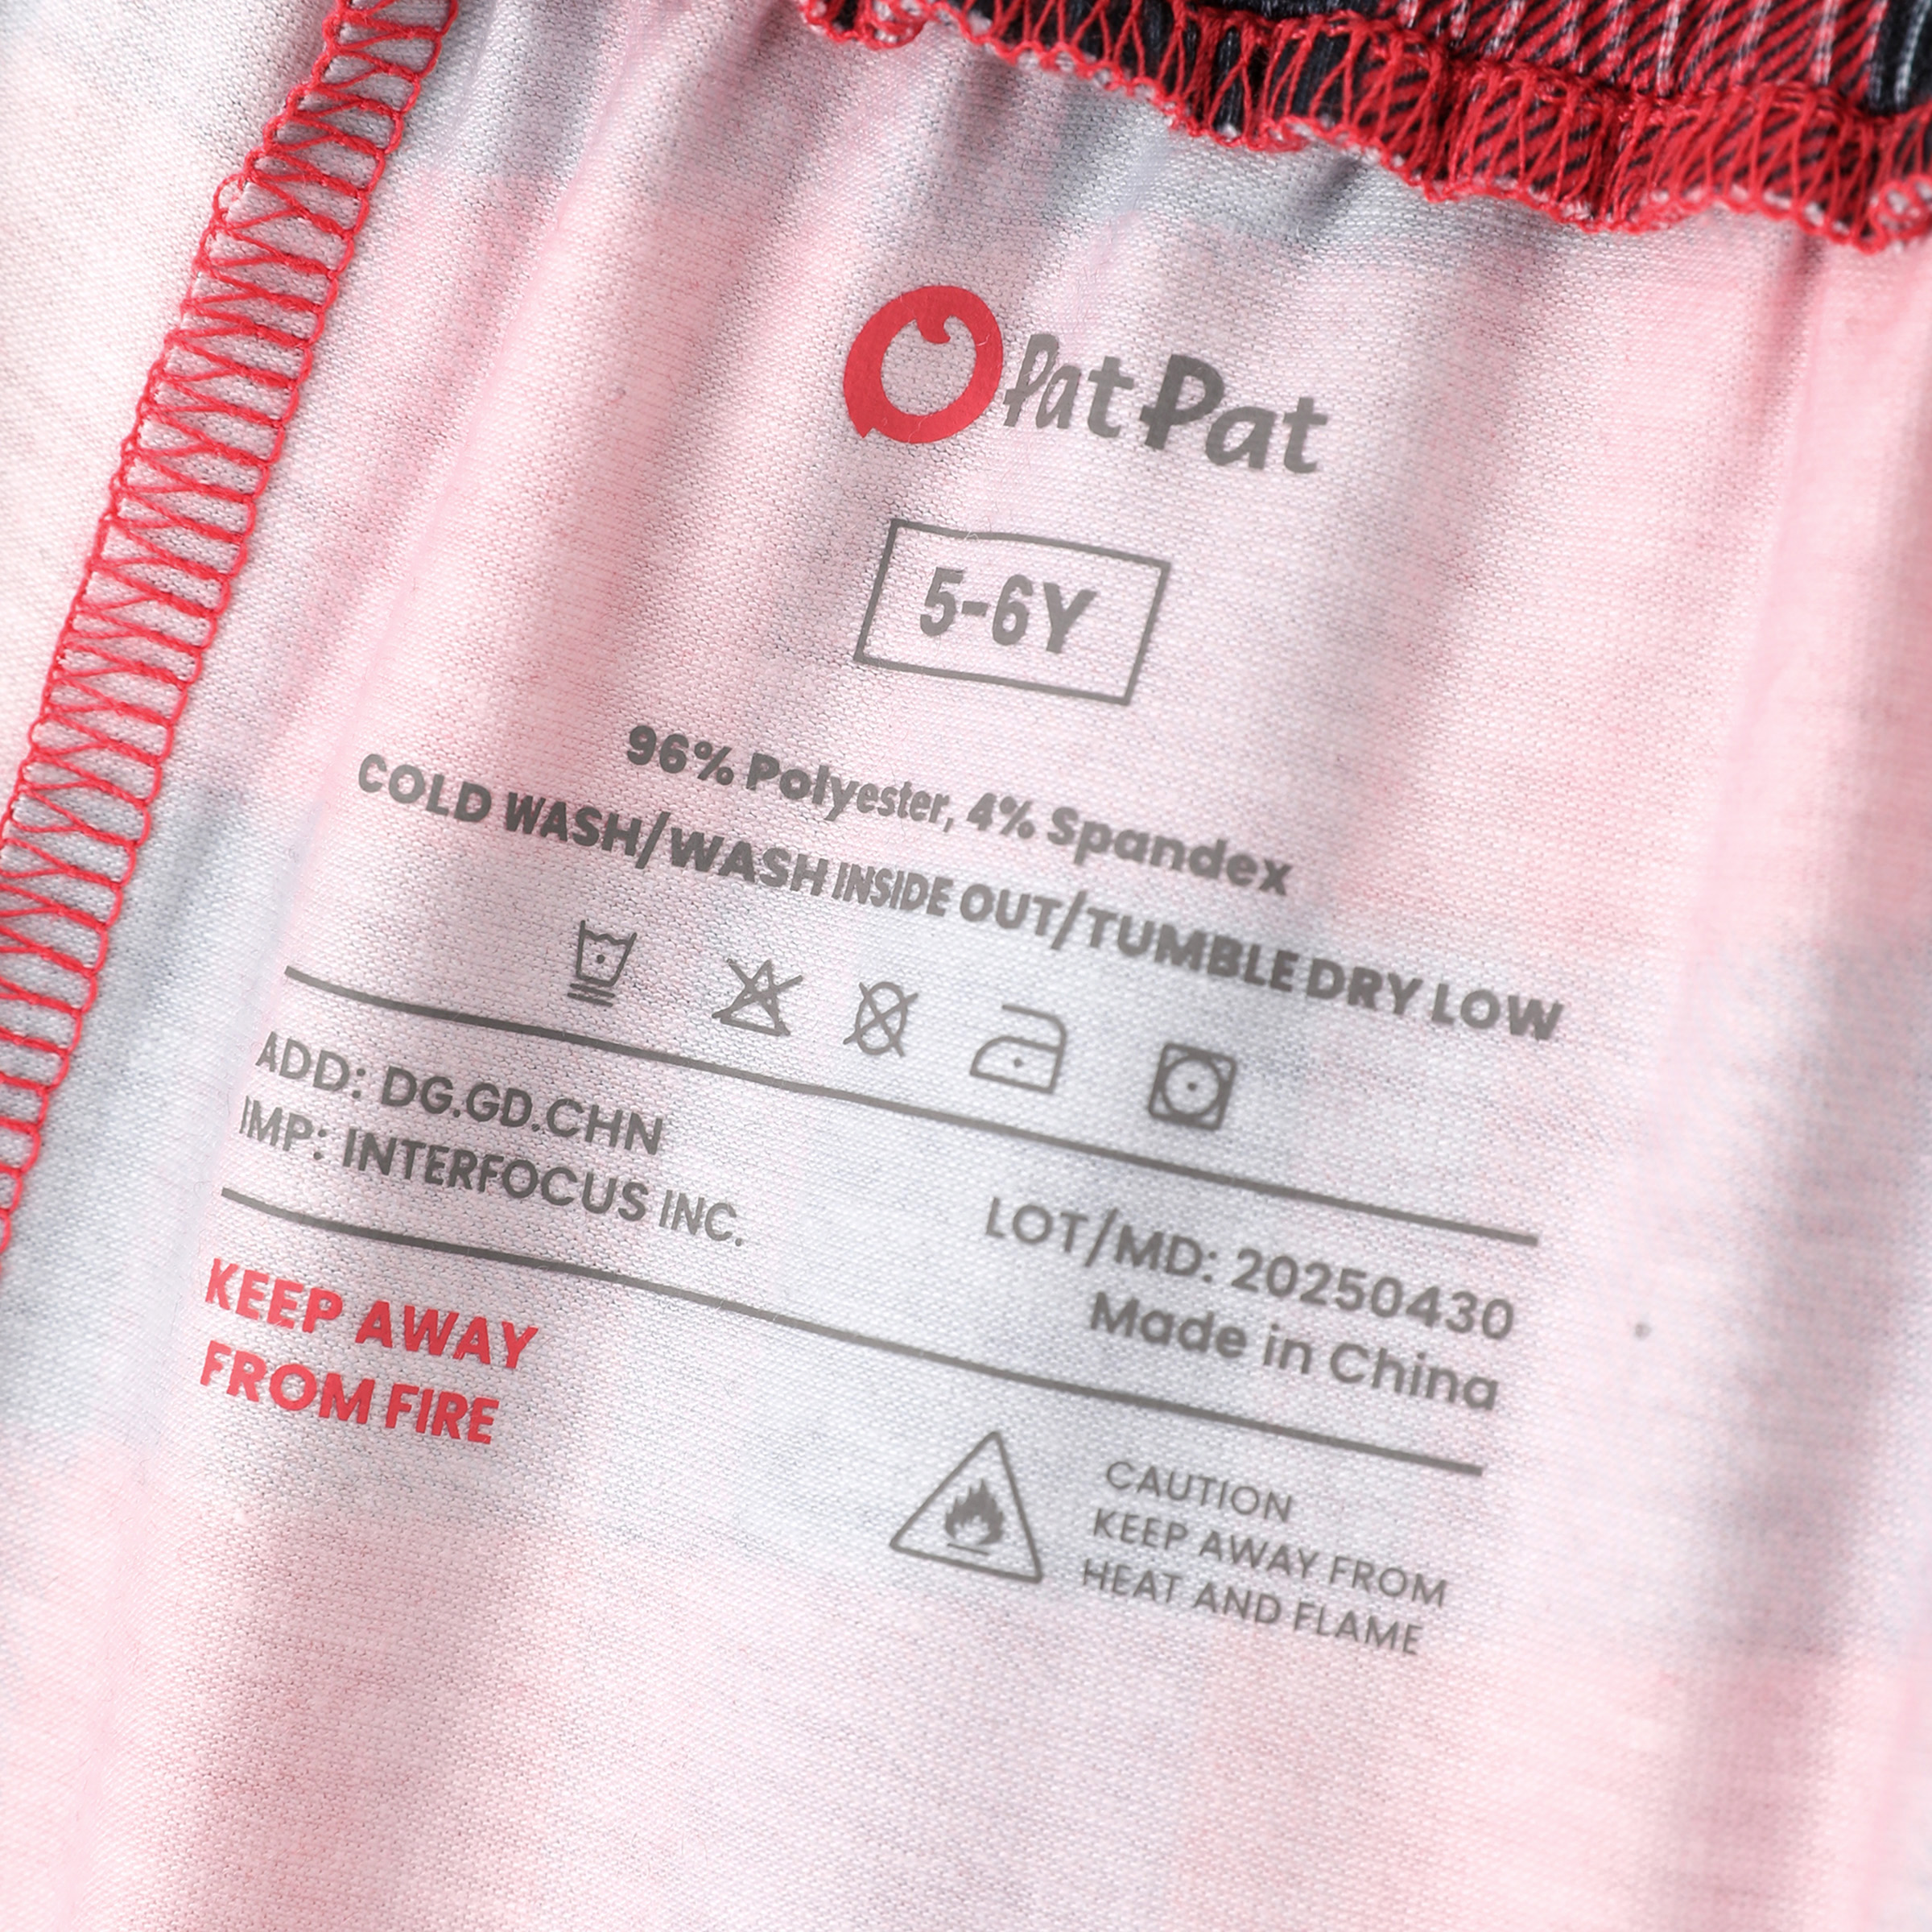 PatPat
5-6Y
96% Polyester, 4% Spandex
COLD WASH/WASH INSIDE OUT/TUMBLE DRY LOW
ADD: DG.GD.CHN
IMP: INTERFOCUS INC.
LOT/MD: 20250430
Made in China
KEEP AWAY
FROM FIRE
CAUTION
KEEP AWAY FROM
HEAT AND FLAME